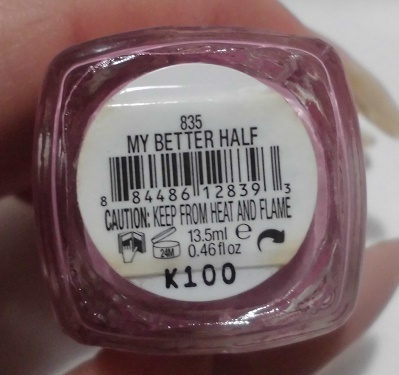 835
MY BETTER HALF
8 84486 12839 3
CAUTION: KEEP FROM HEAT AND FLAME
24M
13.5ml e
0.46 fl oz
K100